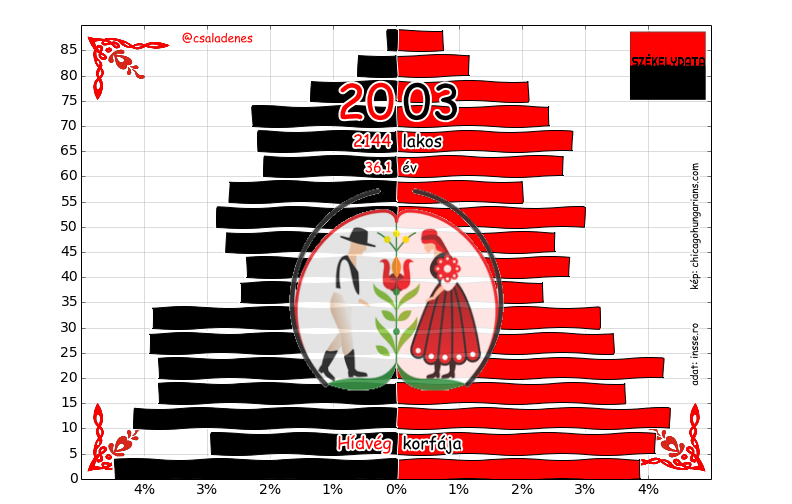 @csaladenes
SZÉKELYDATA
2003
2144 lakos
36.1 év
kép: chicagohungarians.com
adat: insse.ro
Hídvég korfája
85
80
75
70
65
60
55
50
45
40
35
30
25
20
15
10
5
0
4% 3% 2% 1% 0% 1% 2% 3% 4%